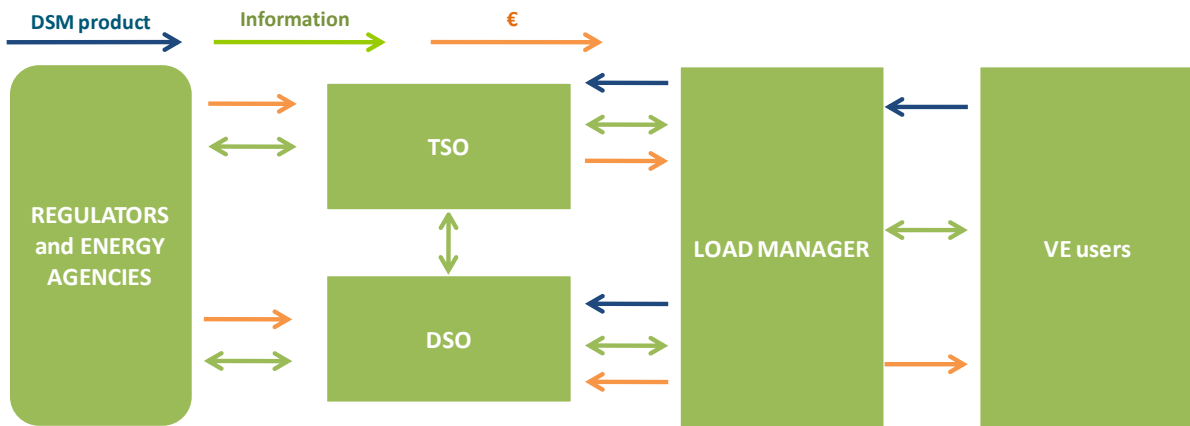 DSM product
Information
€
REGULATORS
and ENERGY
AGENCIES
TSO
DSO
LOAD MANAGER
VE users